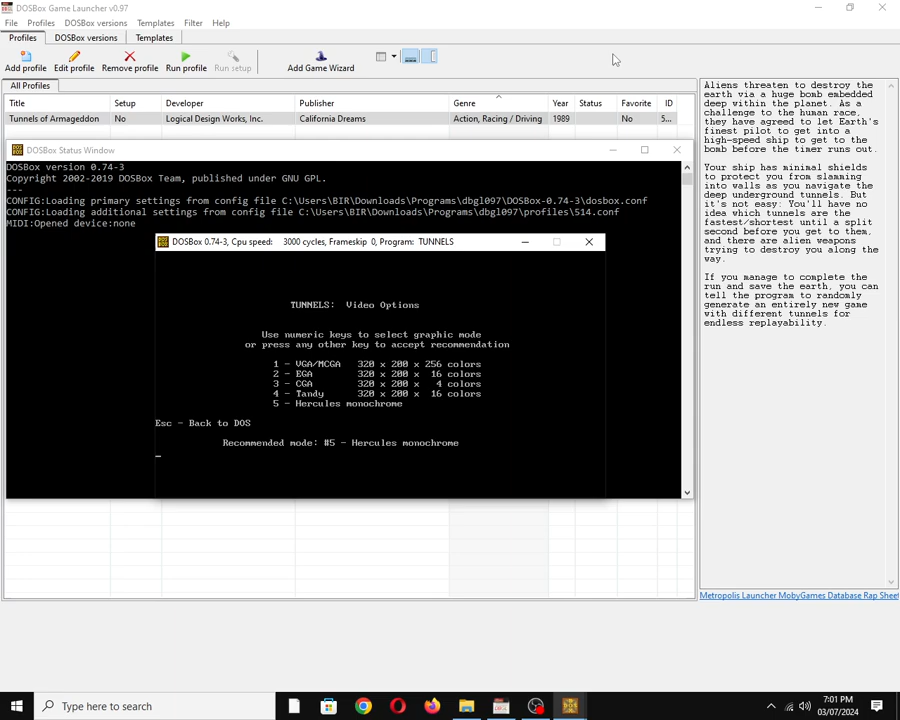 DOSBox Game Launcher v0.97
File Profiles DOSBox versions Templates Filter Help
Profiles DOSBox versions Templates
Add profile Edit profile Remove profile Run profile Run setup Add Game Wizard
All Profiles
Title Setup Developer Publisher Genre Year Status Favorite ID
Tunnels of Armageddon No Logical Design Works, Inc. California Dreams Action, Racing / Driving 1989 No 5...
DOSBox Status Window
DOSBox version 0.74-3
Copyright 2002-2019 DOSBox Team, published under GNU GPL.
---
CONFIG:Loading primary settings from config file C:\Users\BIR\Downloads\Programs\dbgl097\DOSBox-0.74-3\dosbox.conf
CONFIG:Loading additional settings from config file C:\Users\BIR\Downloads\Programs\dbgl097\profiles\514.conf
MIDI:Opened device:none
DOSBox 0.74-3, Cpu speed: 3000 cycles, Frameskip 0, Program: TUNNELS
TUNNELS: Video Options
Use numeric keys to select graphic mode
or press any other key to accept recommendation
1 - VGA/MCGA 320 x 200 x 256 colors
2 - EGA 320 x 200 x 16 colors
3 - CGA 320 x 200 x 4 colors
4 - Tandy 320 x 200 x 16 colors
5 - Hercules monochrome
Esc - Back to DOS
Recommended mode: #5 - Hercules monochrome
Aliens threaten to destroy the
earth via a huge bomb embedded
deep within the planet. As a
challenge to the human race,
they have agreed to let Earth's
finest pilot to get into a
high-speed ship to get to the
bomb before the timer runs out.
Your ship has minimal shields
to protect you from slamming
into walls as you navigate the
deep underground tunnels. But
it's not easy: You'll have no
idea which tunnels are the
fastest/shortest until a split
second before you get to them,
and there are alien weapons
trying to destroy you along the
way.
If you manage to complete the
run and save the earth, you can
tell the program to randomly
generate an entirely new game
with different tunnels for
endless replayability.
Metropolis Launcher MobyGames Database Rap Sheet
Type here to search
7:01 PM
03/07/2024